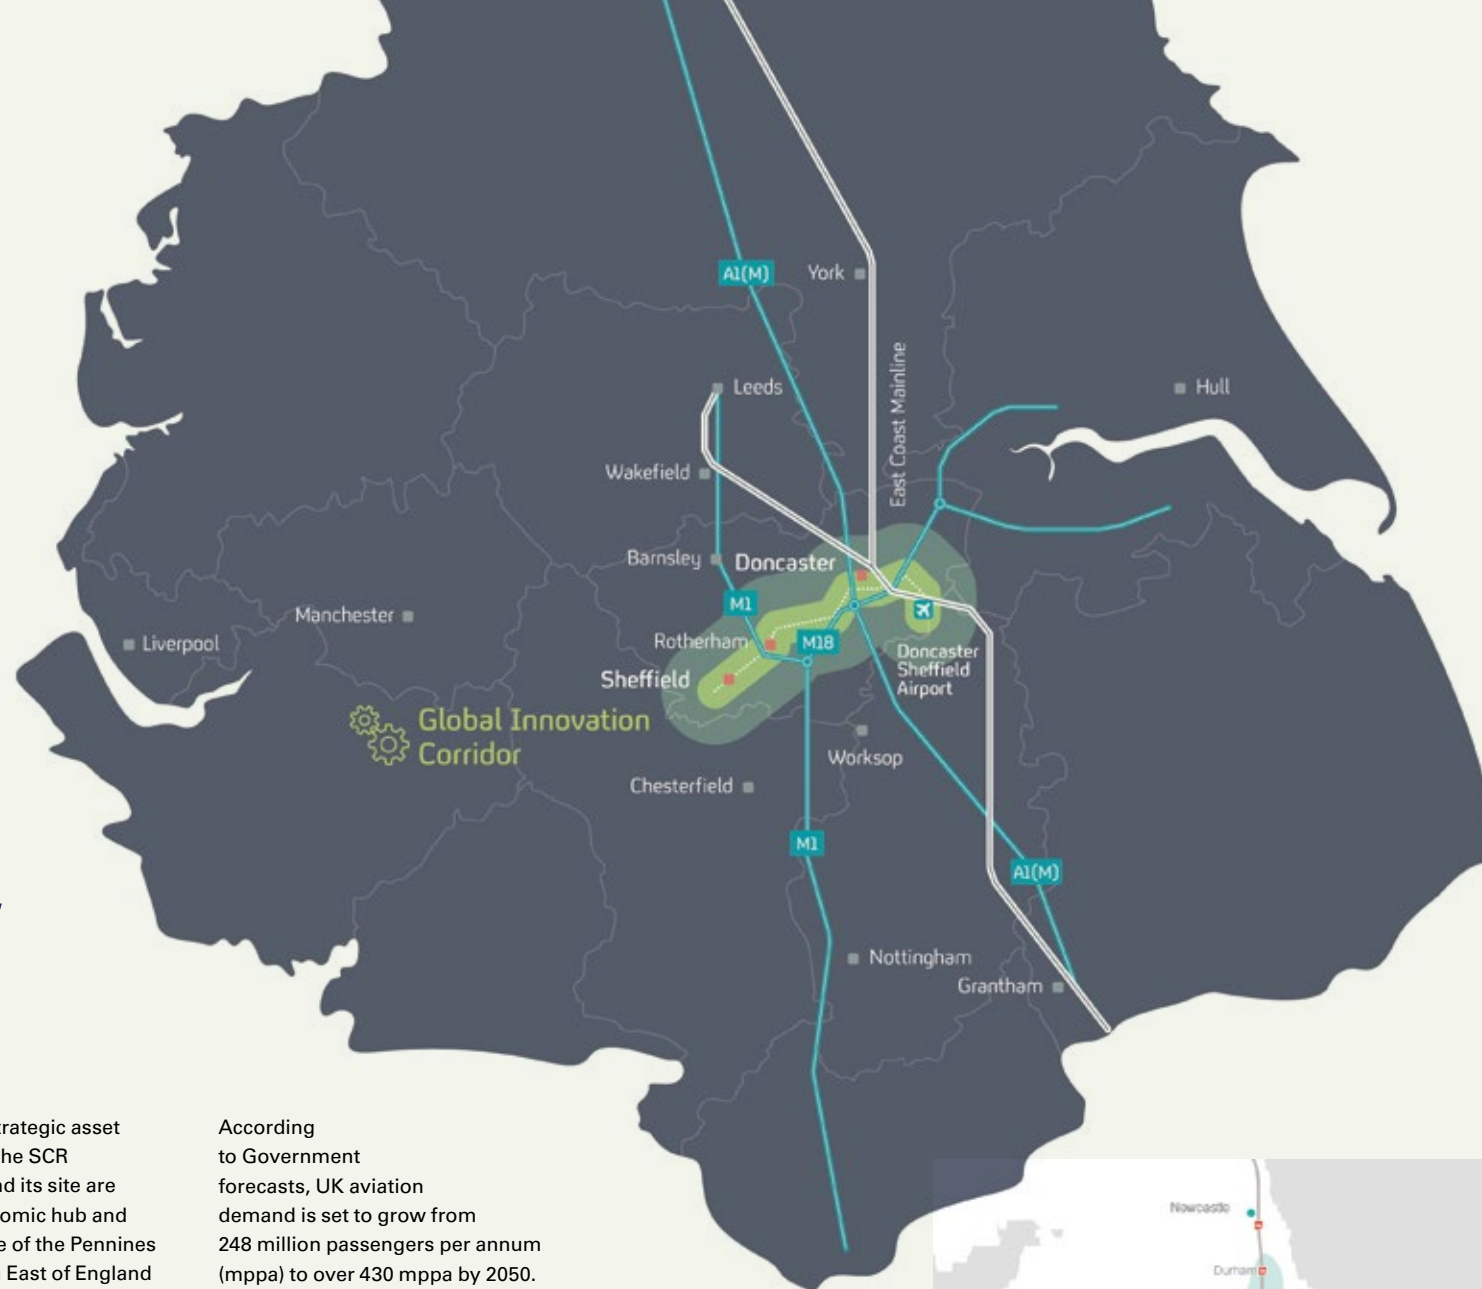 A1(M)
York
East Coast Mainline
Leeds
Hull
Wakefield
Barnsley
Doncaster
M1
Manchester
Liverpool
Rotherham
M18
Doncaster
Sheffield
Airport
Sheffield
Global Innovation
Corridor
Worksop
Chesterfield
M1
A1(M)
Nottingham
Grantham
trategic asset
he SCR
nd its site are
omic hub and
e of the Pennines
East of England
According
to Government
forecasts, UK aviation
demand is set to grow from
248 million passengers per annum
(mppa) to over 430 mppa by 2050.
Newcastle
Durham